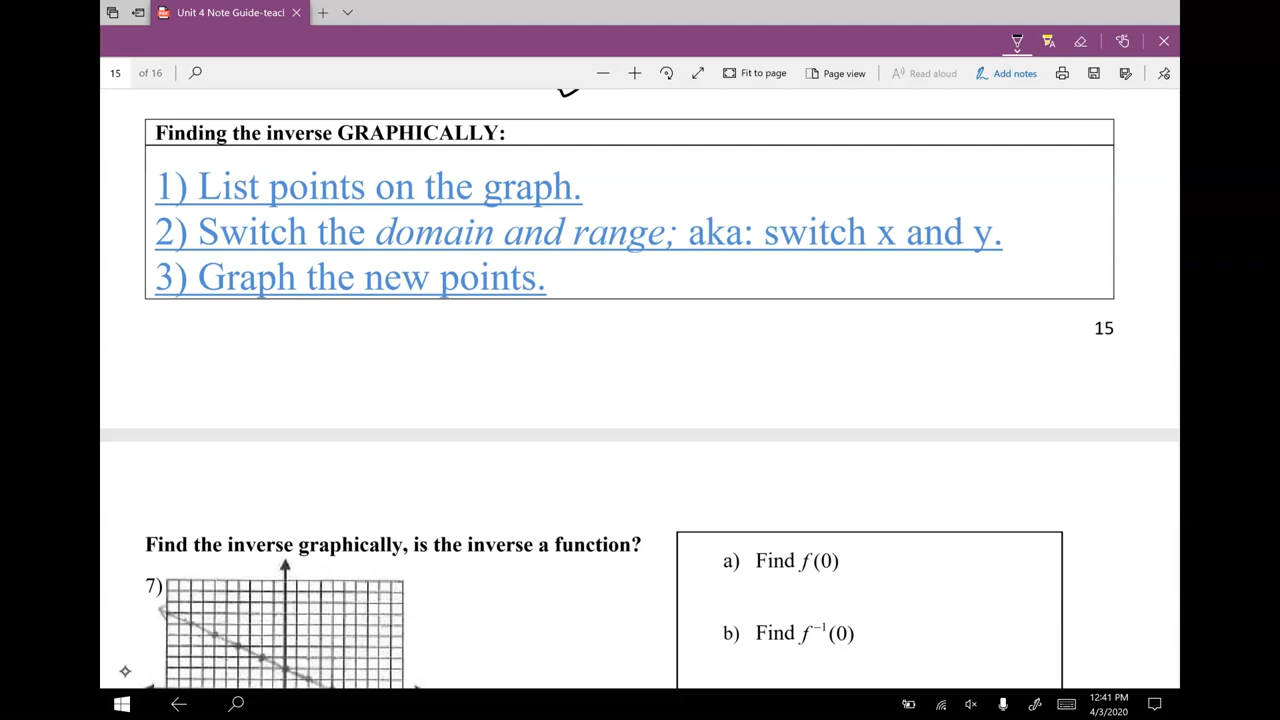 Unit 4 Note Guide-teacl
15 of 16
Fit to page
Page view
Read aloud
Add notes
Finding the inverse GRAPHICALLY:
1) List points on the graph.
2) Switch the domain and range; aka: switch x and y.
3) Graph the new points.
15
Find the inverse graphically, is the inverse a function?
7)
a) Find f(0)
b) Find f⁻¹(0)
12:41 PM
4/3/2020